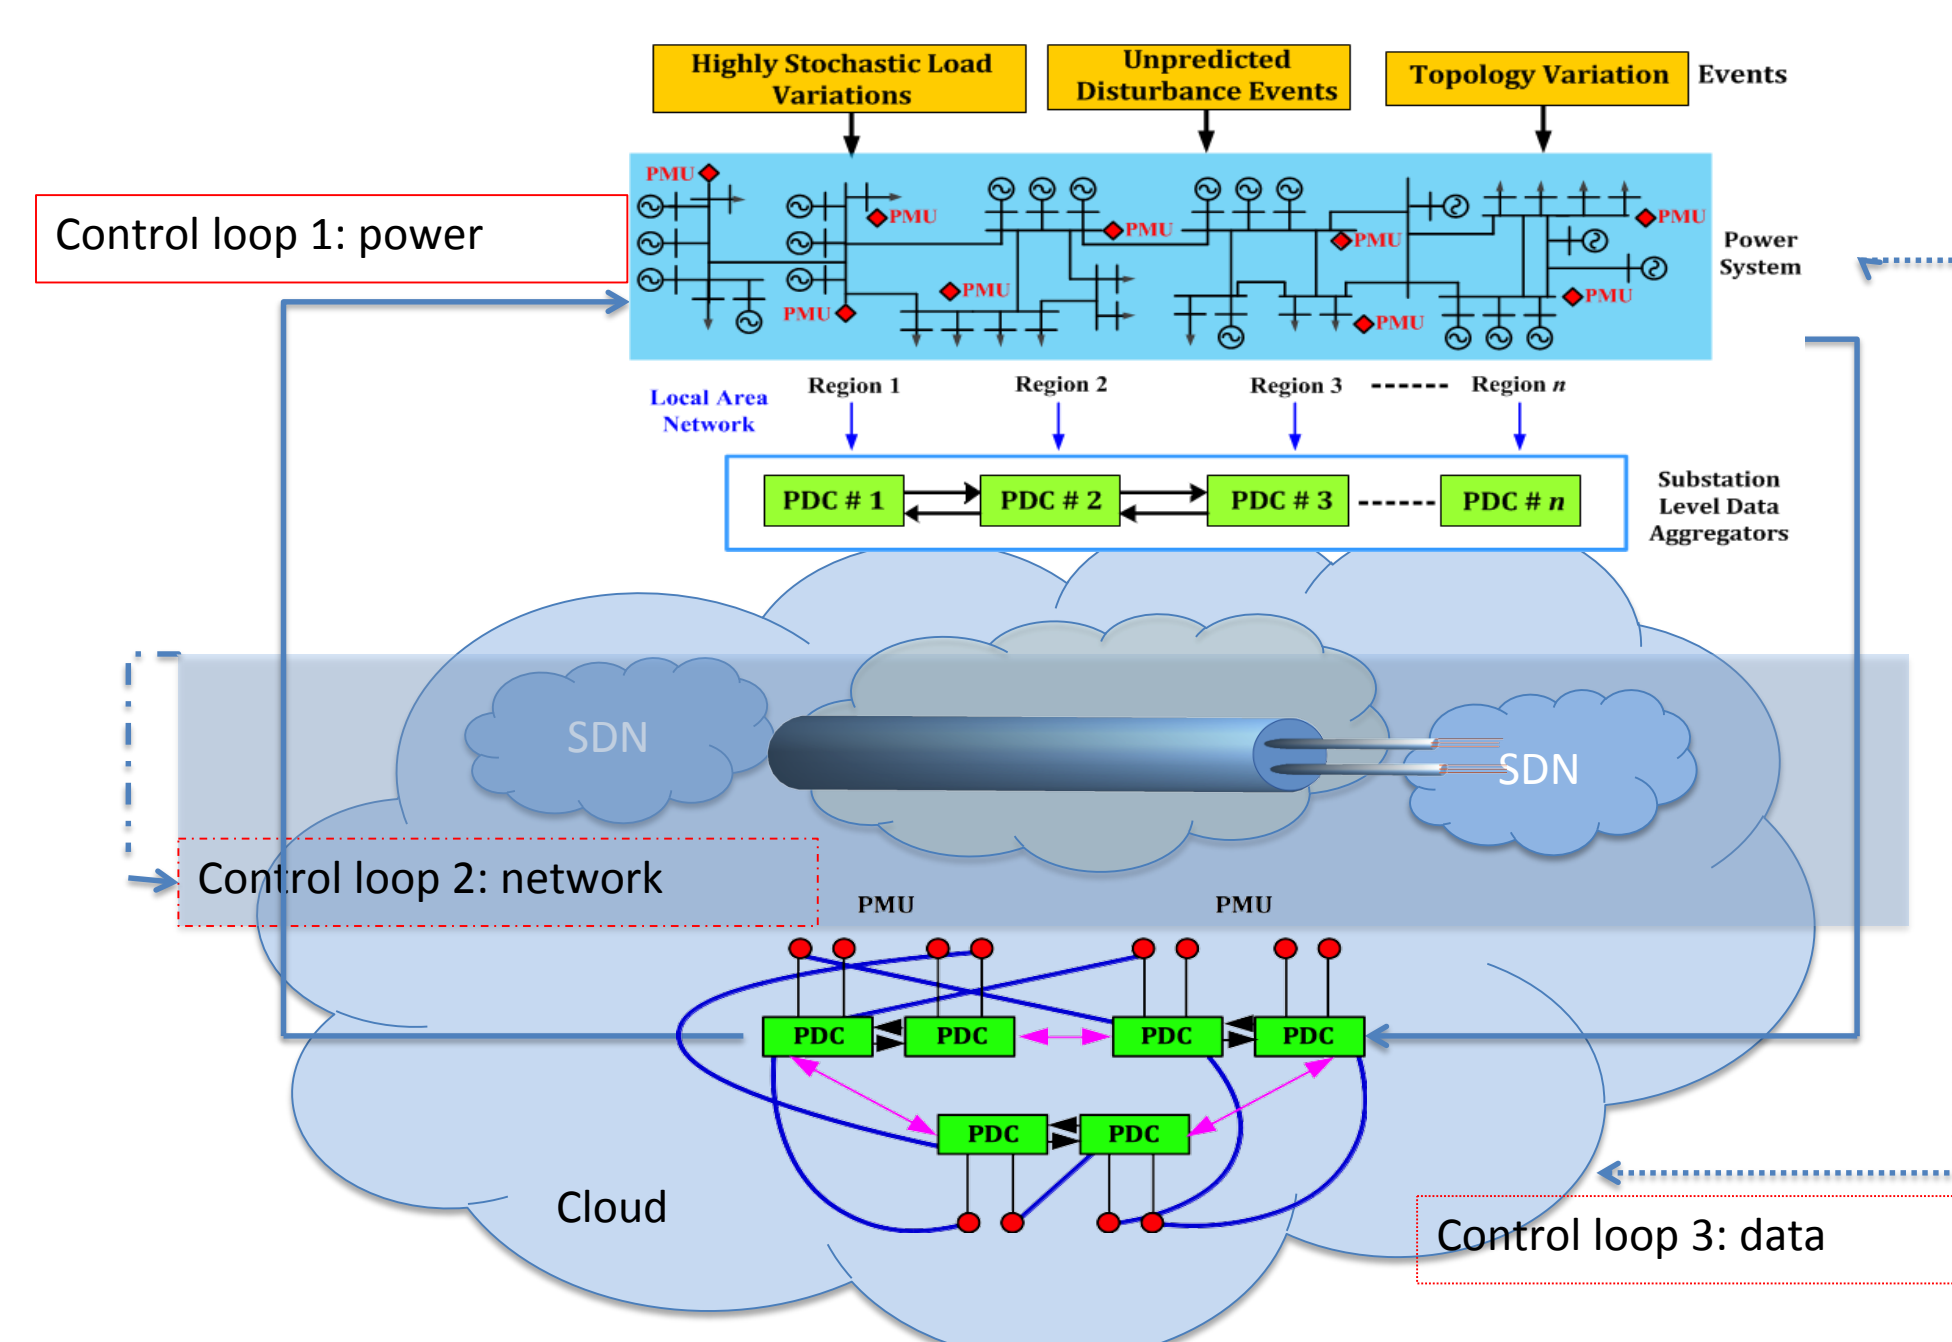 Highly Stochastic Load
Variations
Unpredicted
Disturbance Events
Topology Variation
Events
Control loop 1: power
PMU
PMU
PMU
PMU
PMU
PMU
PMU
PMU
PMU
Power
System
Local Area
Network
Region 1
Region 2
Region 3
Region n
PDC # 1
PDC # 2
PDC # 3
PDC # n
Substation
Level Data
Aggregators
SDN
SDN
Control loop 2: network
PMU
PMU
PDC
PDC
PDC
PDC
PDC
PDC
Cloud
Control loop 3: data